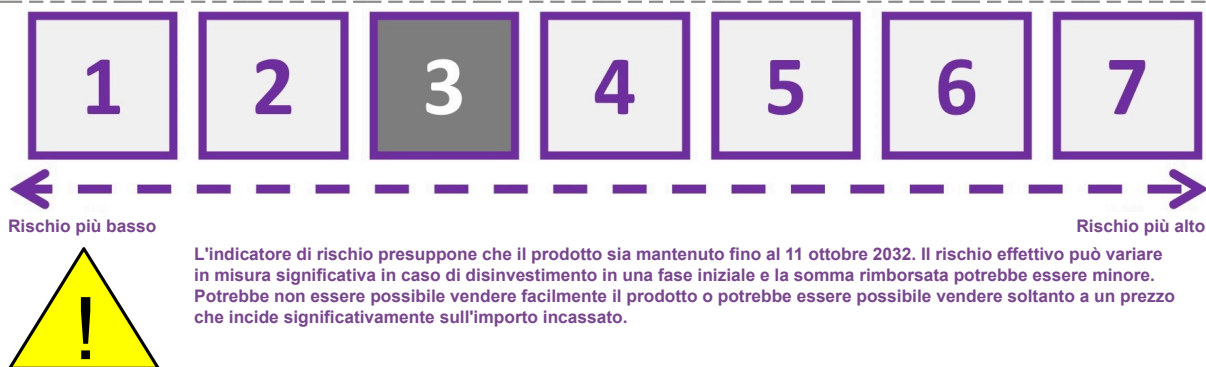 1 2 3 4 5 6 7
Rischio più basso Rischio più alto
L'indicatore di rischio presuppone che il prodotto sia mantenuto fino al 11 ottobre 2032. Il rischio effettivo può variare
in misura significativa in caso di disinvestimento in una fase iniziale e la somma rimborsata potrebbe essere minore.
Potrebbe non essere possibile vendere facilmente il prodotto o potrebbe essere possibile vendere soltanto a un prezzo
che incide significativamente sull'importo incassato.
!